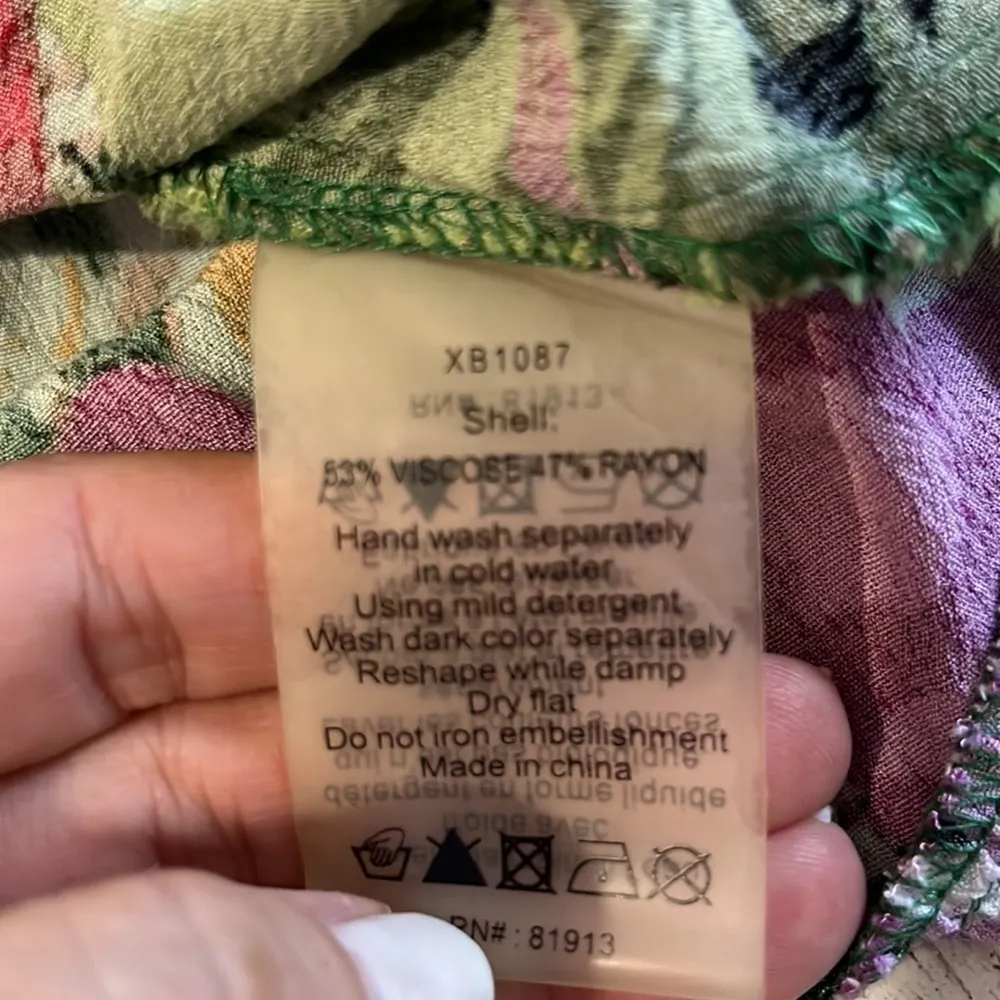 XB1087
Shell:
53% VISCOSE 47% RAYON
Hand wash separately
in cold water
Using mild detergent
Wash dark color separately
Reshape while damp
Dry flat
Do not iron embellishment
Made in china
RN# : 81913